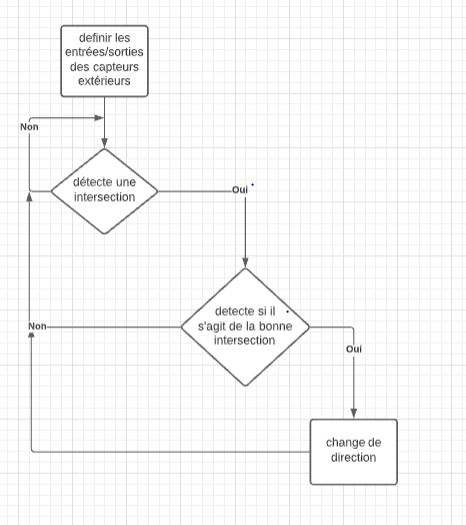 definir les
entrées/sorties
des capteurs
extérieurs
Non
détecte une
intersection
Oui
detecte si il
s'agit de la bonne
intersection
Non
Oui
change de
direction